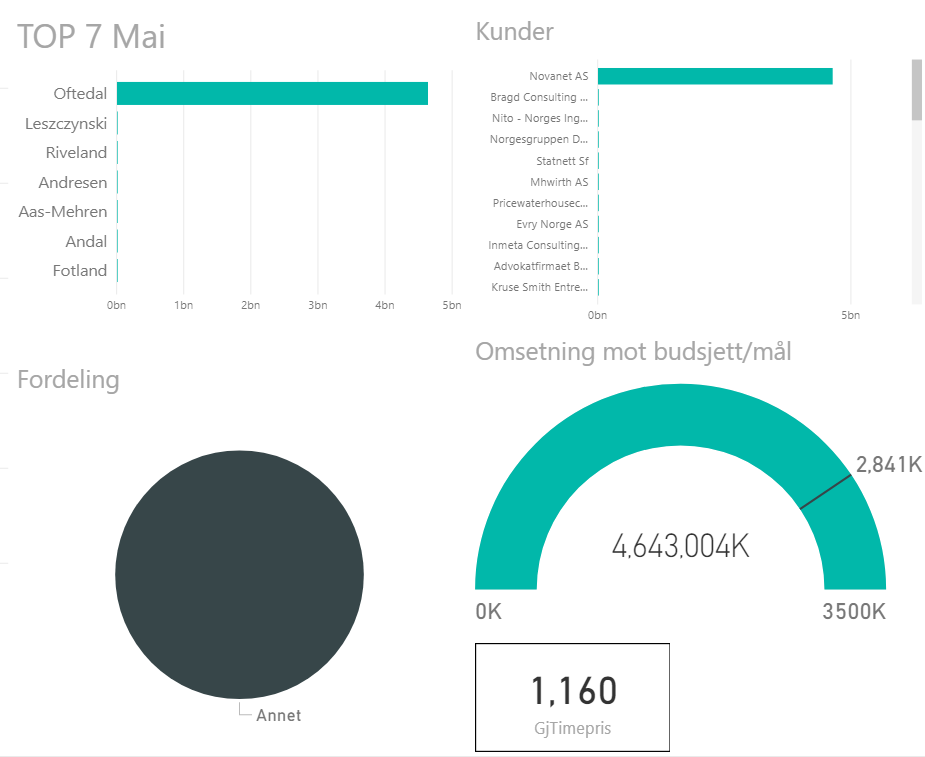 TOP 7 Mai
Oftedal
Leszczynski
Riveland
Andresen
Aas-Mehren
Andal
Fotland
0bn 1bn 2bn 3bn 4bn 5bn
Kunder
Novanet AS
Bragd Consulting ...
Nito - Norges Ing...
Norgesgruppen D...
Statnett Sf
Mhwirth AS
Pricewaterhousec...
Evry Norge AS
Inmeta Consulting...
Advokatfirmaet B...
Kruse Smith Entre...
0bn 5bn
Fordeling
Annet
Omsetning mot budsjett/mål
2,841K
4,643,004K
0K 3500K
1,160
GjTimepris